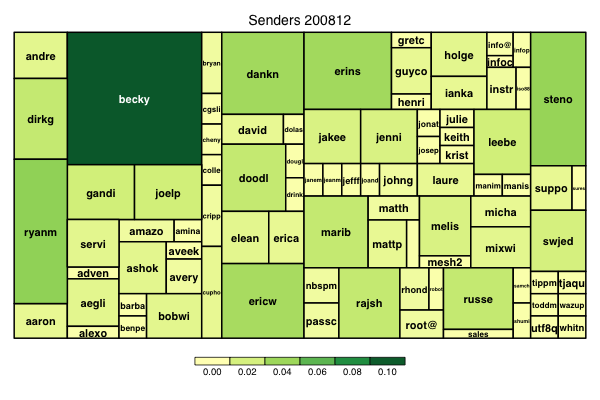 Senders 200812
andre
dirkg
ryanm
aaron
becky
gandi
joelp
servi
adven
aegli
alexo
amazo
amina
ashok
aveek
avery
barba
benpe
bobwi
bryan
cgsli
cheny
colle
cripp
cupho
dankn
david
dolas
doodl
dougl
drink
elean
erica
ericw
erins
gretc
guyco
henri
holge
ianka
info@
infoc
infop
instr
iso88
jakee
jenni
jonat
josep
julie
keith
krist
leebe
janem
jeanm
jefff
joand
johng
laure
manim
manis
marib
matth
mattp
melis
mesh2
micha
mixwi
nbspm
passc
rajsh
rhond
robot
root@
russe
sales
samch
shumi
steno
suppo
sures
swjed
tippm
tjaqu
toddm
wazup
utf8q
whitn
0.00 0.02 0.04 0.06 0.08 0.10